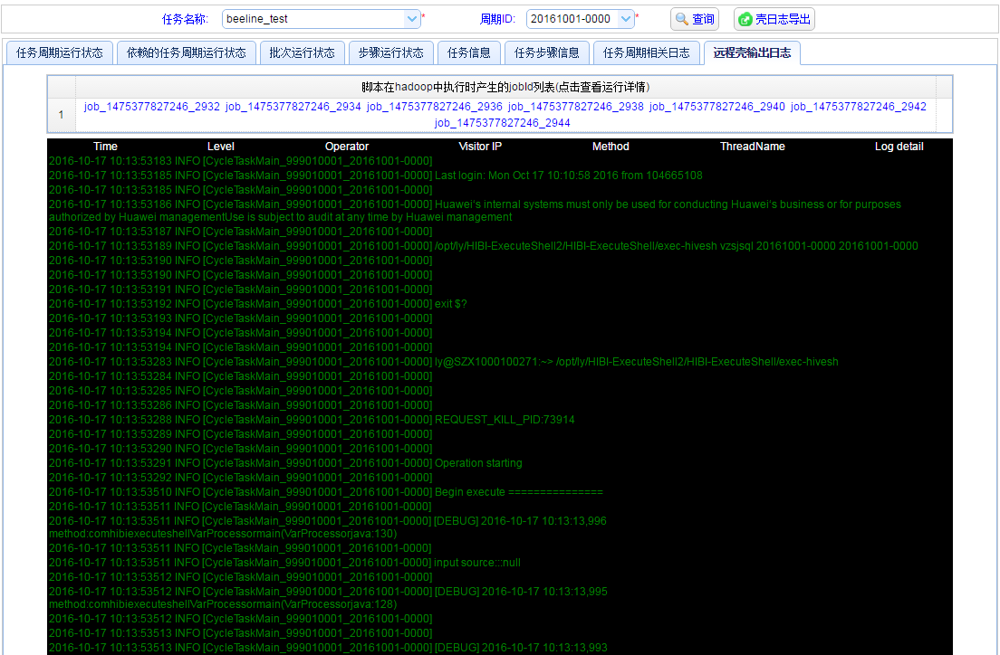 任务名称: beeline_test * 周期ID: 20161001-0000 * 查询 壳日志导出
任务周期运行状态 依赖的任务周期运行状态 批次运行状态 步骤运行状态 任务信息 任务步骤信息 任务周期相关日志 远程壳输出日志
脚本在hadoop中执行时产生的jobId列表(点击查看运行详情)
1 job_1475377827246_2932 job_1475377827246_2934 job_1475377827246_2936 job_1475377827246_2938 job_1475377827246_2940 job_1475377827246_2942
job_1475377827246_2944
Time Level Operator Visitor IP Method ThreadName Log detail
2016-10-17 10:13:53183 INFO [CycleTaskMain_999010001_20161001-0000]
2016-10-17 10:13:53185 INFO [CycleTaskMain_999010001_20161001-0000] Last login: Mon Oct 17 10:10:58 2016 from 104665108
2016-10-17 10:13:53185 INFO [CycleTaskMain_999010001_20161001-0000]
2016-10-17 10:13:53186 INFO [CycleTaskMain_999010001_20161001-0000] Huawei's internal systems must only be used for conducting Huawei's business or for purposes
authorized by Huawei managementUse is subject to audit at any time by Huawei management
2016-10-17 10:13:53187 INFO [CycleTaskMain_999010001_20161001-0000]
2016-10-17 10:13:53189 INFO [CycleTaskMain_999010001_20161001-0000] /opt/ly/HIBI-ExecuteShell2/HIBI-ExecuteShell/exec-hivesh vzsjsql 20161001-0000 20161001-0000
2016-10-17 10:13:53190 INFO [CycleTaskMain_999010001_20161001-0000]
2016-10-17 10:13:53190 INFO [CycleTaskMain_999010001_20161001-0000]
2016-10-17 10:13:53191 INFO [CycleTaskMain_999010001_20161001-0000]
2016-10-17 10:13:53192 INFO [CycleTaskMain_999010001_20161001-0000] exit $?
2016-10-17 10:13:53193 INFO [CycleTaskMain_999010001_20161001-0000]
2016-10-17 10:13:53194 INFO [CycleTaskMain_999010001_20161001-0000]
2016-10-17 10:13:53194 INFO [CycleTaskMain_999010001_20161001-0000]
2016-10-17 10:13:53283 INFO [CycleTaskMain_999010001_20161001-0000] ly@SZX1000100271:~> /opt/ly/HIBI-ExecuteShell2/HIBI-ExecuteShell/exec-hivesh
2016-10-17 10:13:53284 INFO [CycleTaskMain_999010001_20161001-0000]
2016-10-17 10:13:53285 INFO [CycleTaskMain_999010001_20161001-0000]
2016-10-17 10:13:53286 INFO [CycleTaskMain_999010001_20161001-0000]
2016-10-17 10:13:53288 INFO [CycleTaskMain_999010001_20161001-0000] REQUEST_KILL_PID:73914
2016-10-17 10:13:53289 INFO [CycleTaskMain_999010001_20161001-0000]
2016-10-17 10:13:53290 INFO [CycleTaskMain_999010001_20161001-0000]
2016-10-17 10:13:53291 INFO [CycleTaskMain_999010001_20161001-0000] Operation starting
2016-10-17 10:13:53292 INFO [CycleTaskMain_999010001_20161001-0000]
2016-10-17 10:13:53510 INFO [CycleTaskMain_999010001_20161001-0000] Begin execute ===============
2016-10-17 10:13:53511 INFO [CycleTaskMain_999010001_20161001-0000]
2016-10-17 10:13:53511 INFO [CycleTaskMain_999010001_20161001-0000] [DEBUG] 2016-10-17 10:13:13,996
method:comhibiexecuteshellVarProcessormain(VarProcessorjava:130)
2016-10-17 10:13:53511 INFO [CycleTaskMain_999010001_20161001-0000]
2016-10-17 10:13:53511 INFO [CycleTaskMain_999010001_20161001-0000] input source:::null
2016-10-17 10:13:53512 INFO [CycleTaskMain_999010001_20161001-0000]
2016-10-17 10:13:53512 INFO [CycleTaskMain_999010001_20161001-0000] [DEBUG] 2016-10-17 10:13:13,995
method:comhibiexecuteshellVarProcessormain(VarProcessorjava:128)
2016-10-17 10:13:53512 INFO [CycleTaskMain_999010001_20161001-0000]
2016-10-17 10:13:53513 INFO [CycleTaskMain_999010001_20161001-0000]
2016-10-17 10:13:53513 INFO [CycleTaskMain_999010001_20161001-0000] [DEBUG] 2016-10-17 10:13:13,993